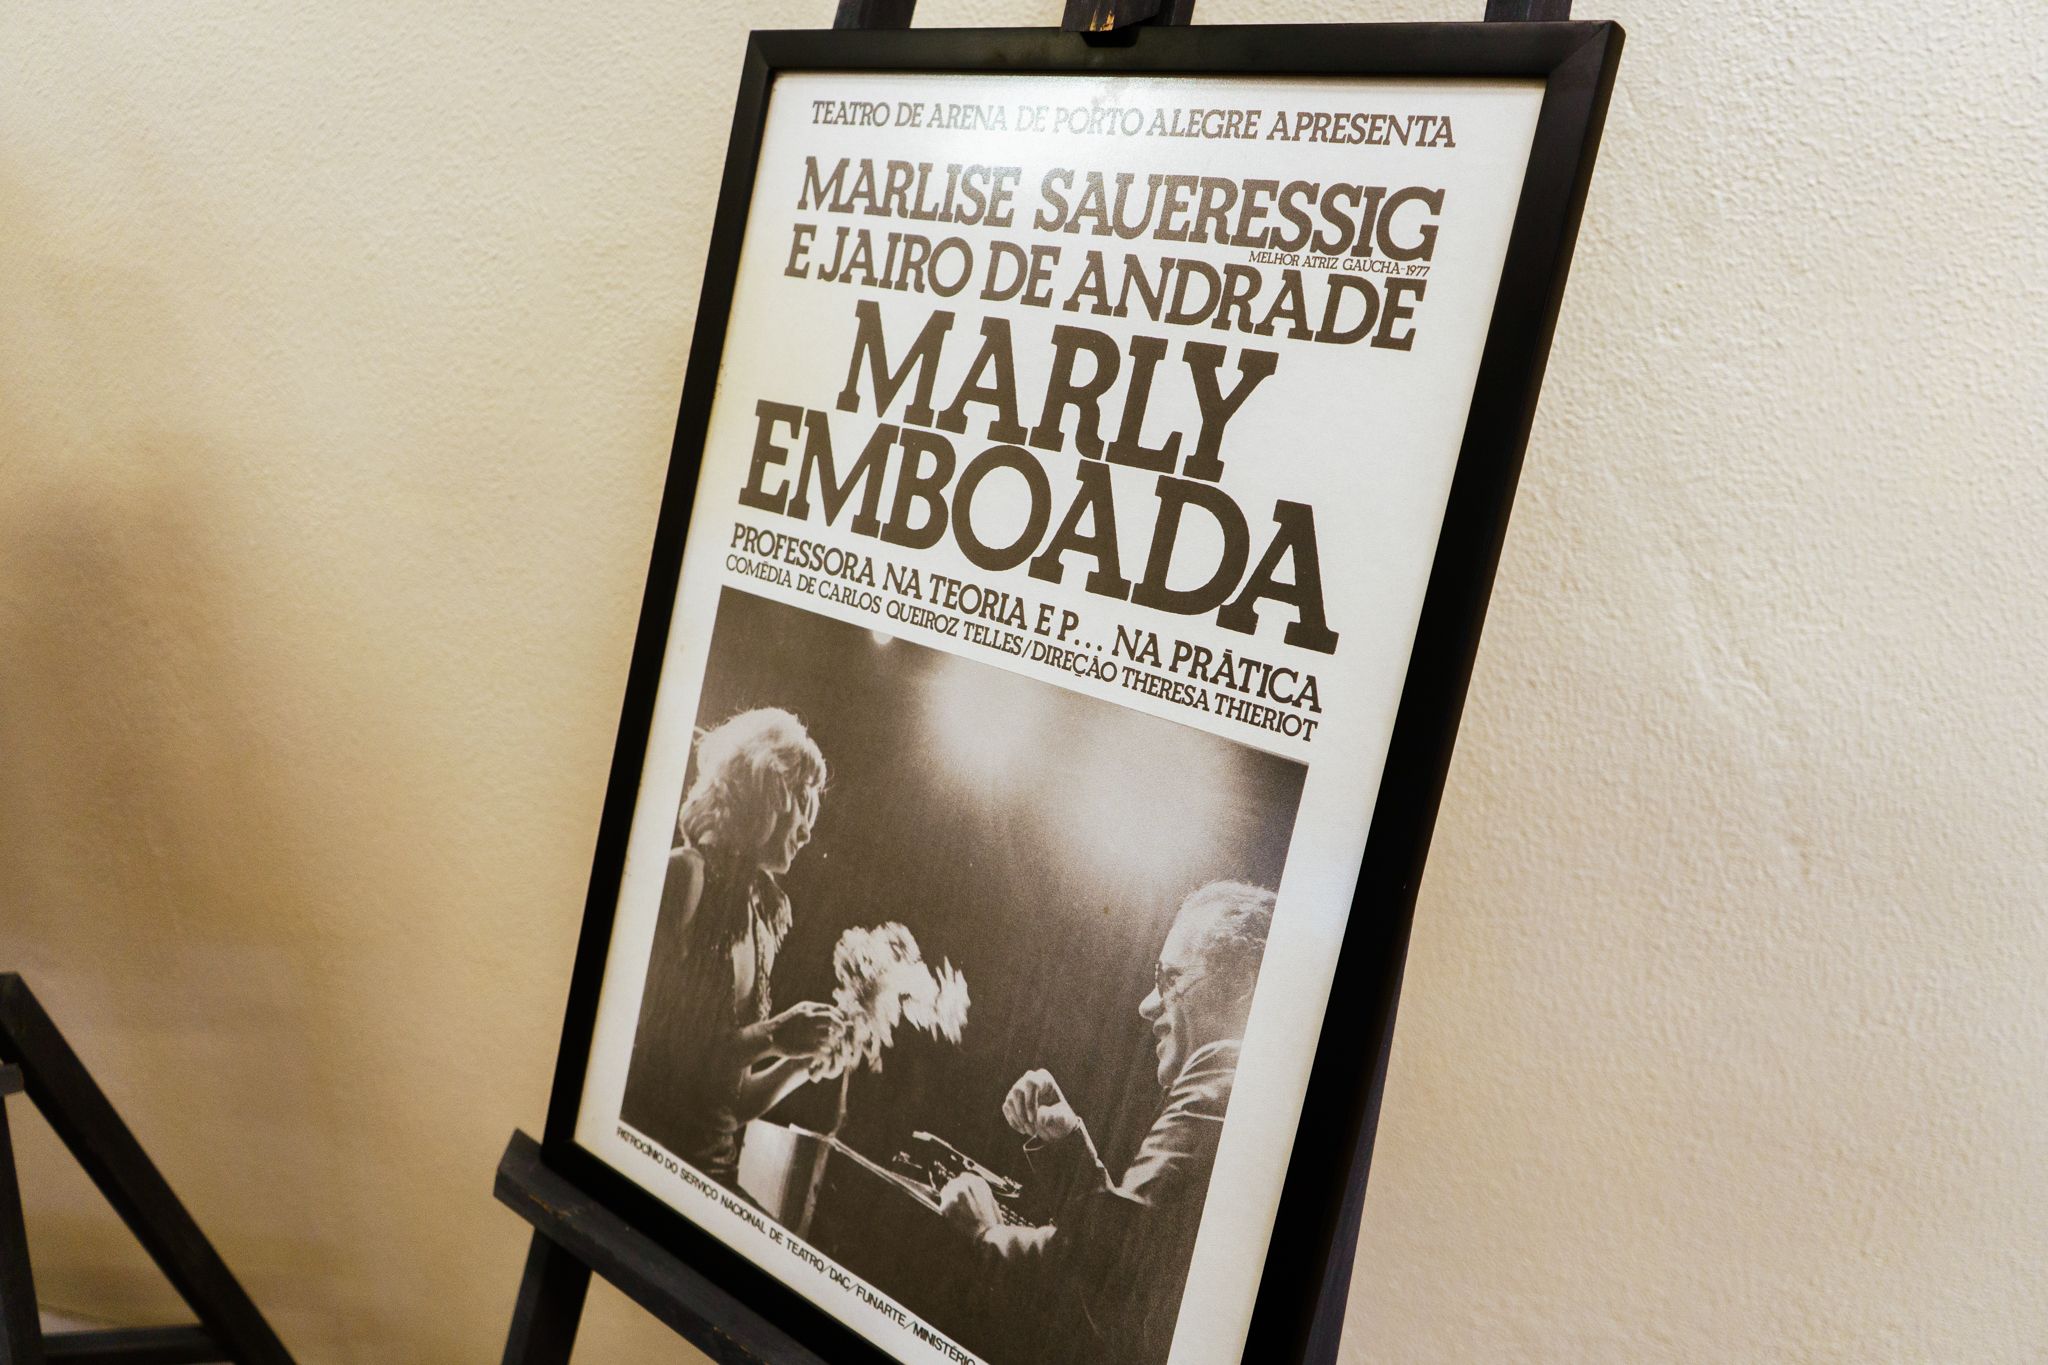 TEATRO DE ARENA DE PORTO ALEGRE APRESENTA
MARLISE SAUERESSIG
MELHOR ATRIZ GAÚCHA-1977
E JAIRO DE ANDRADE
MARLY
EMBOADA
PROFESSORA NA TEORIA E P... NA PRÁTICA
COMÉDIA DE CARLOS QUEIROZ TELLES/DIREÇÃO THERESA THIERIOT
PATROCÍNIO DO SERVIÇO NACIONAL DE TEATRO/DAC/FUNARTE/MINISTÉRIO